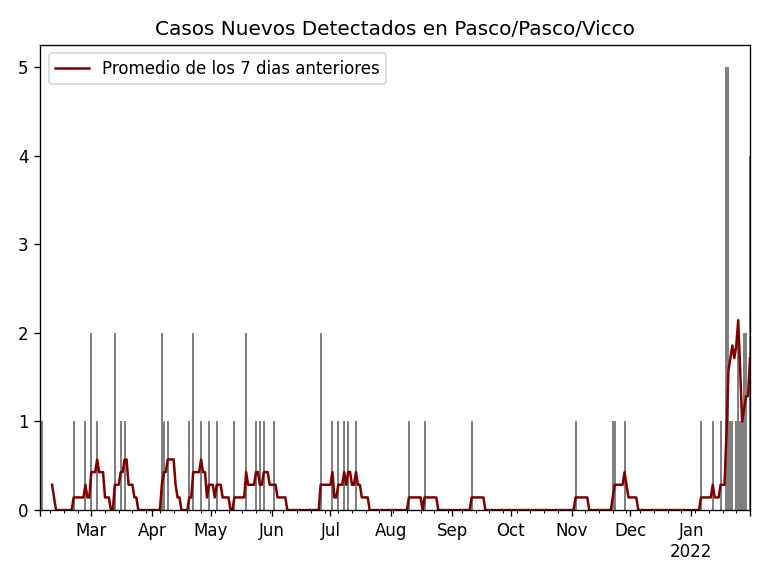 Casos Nuevos Detectados en Pasco/Pasco/Vicco
Promedio de los 7 dias anteriores
5
4
3
2
1
0
Mar Apr May Jun Jul Aug Sep Oct Nov Dec Jan
2022